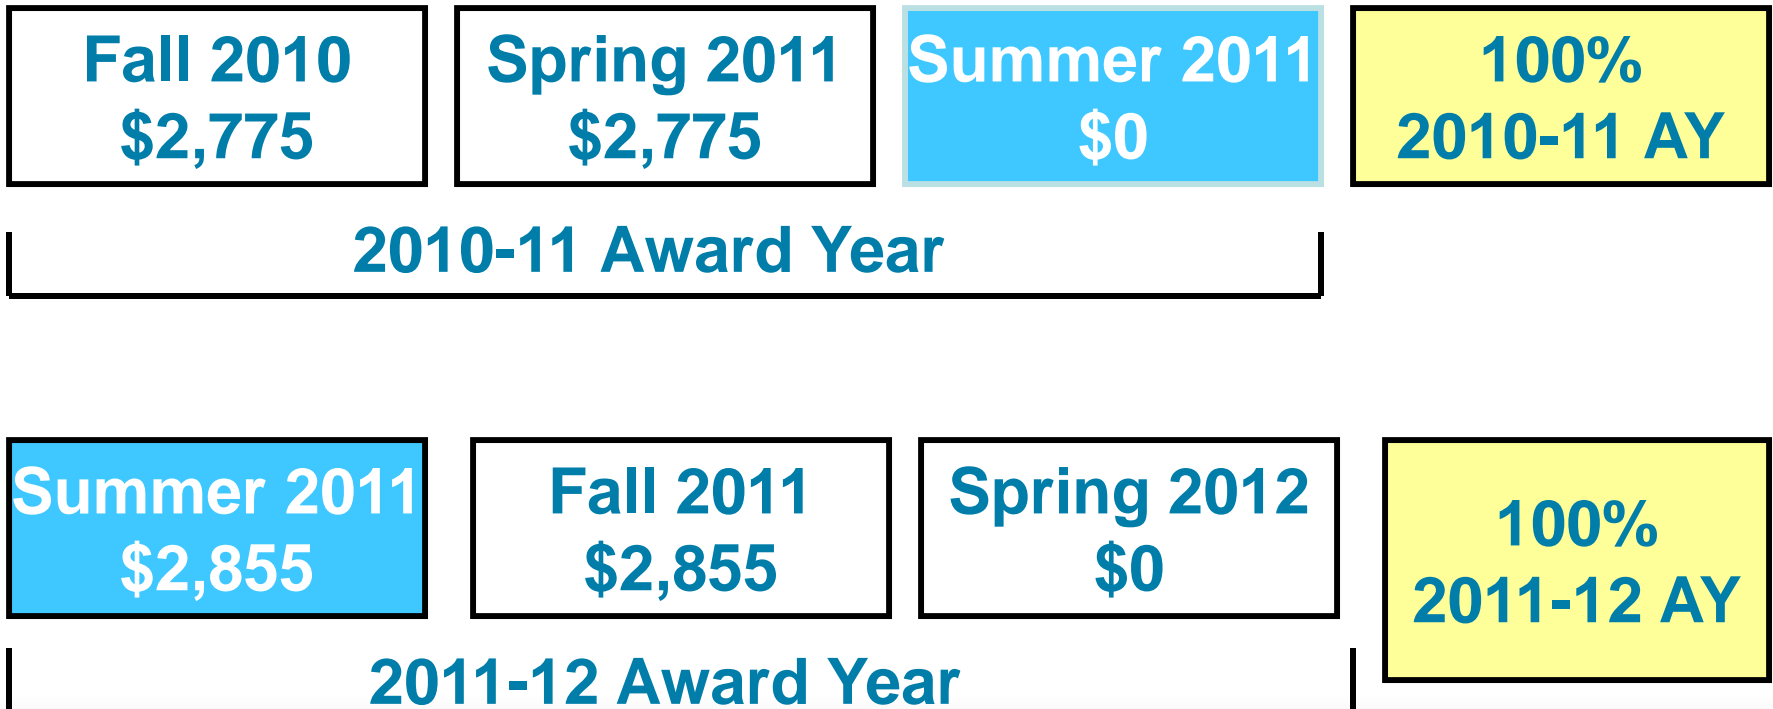 Fall 2010
$2,775
Spring 2011
$2,775
Summer 2011
$0
100%
2010-11 AY
2010-11 Award Year
Summer 2011
$2,855
Fall 2011
$2,855
Spring 2012
$0
100%
2011-12 AY
2011-12 Award Year